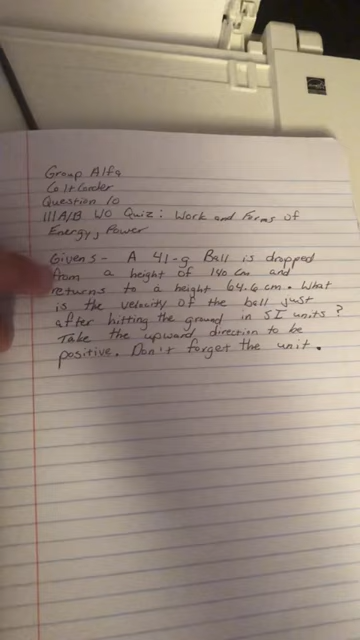 Group Alfa
Colt Conder
Question 10
111A/B WO Quiz: Work and Forms of
Energy, Power
Givens - A 41-g Ball is dropped
from a height of 140 cm and
returns to a height 64.6 cm. What
is the velocity of the ball just
after hitting the ground in SI units?
Take the upward direction to be
positive. Don't forget the unit.